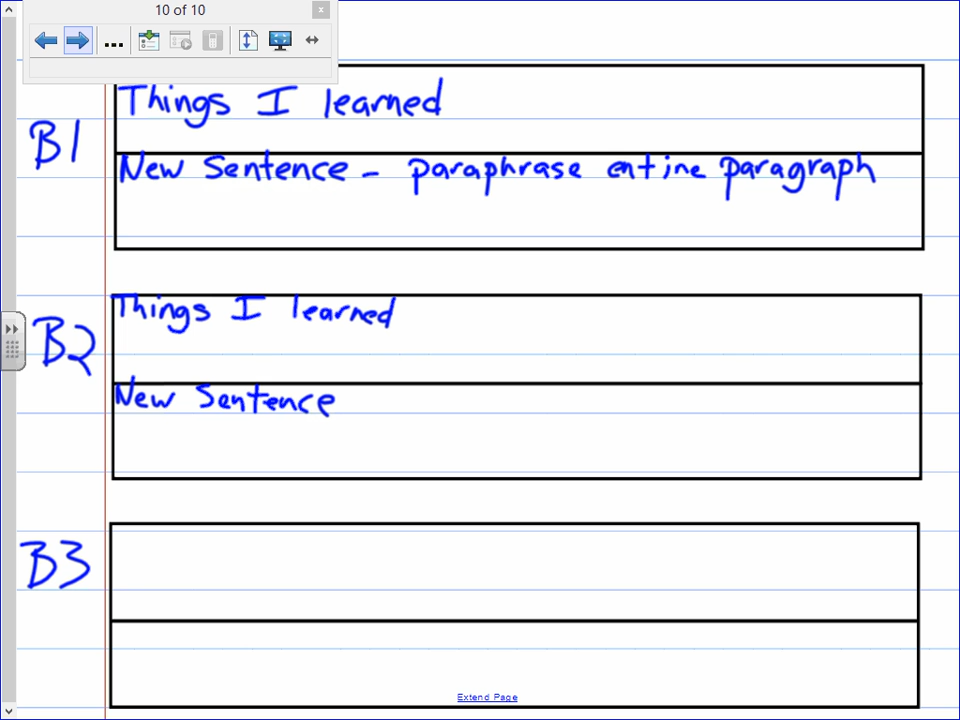 10 of 10
Things I learned
B1
New Sentence - paraphrase entire paragraph
Things I learned
B2
New Sentence
B3
Extend Page